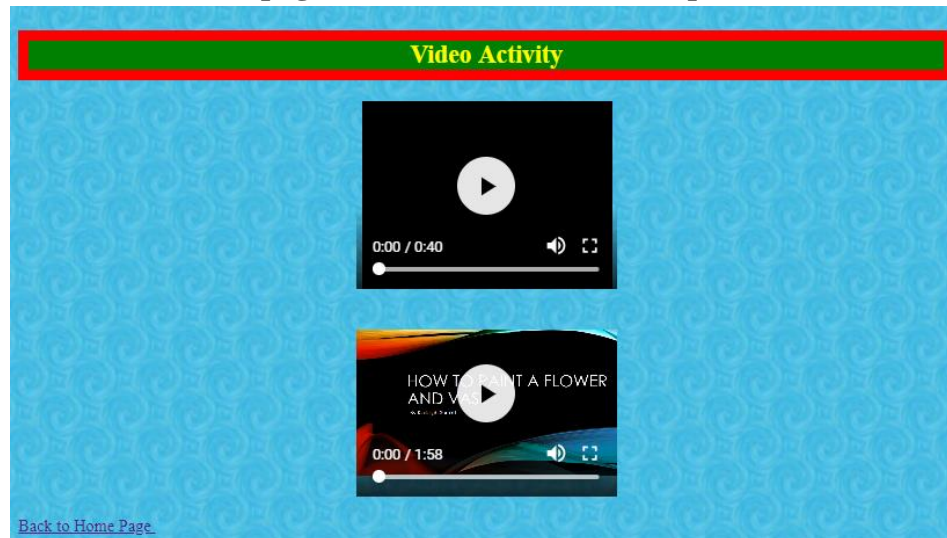 Video Activity
0:00 / 0:40
HOW TO PAINT A FLOWER
AND VASE
0:00 / 1:58
Back to Home Page